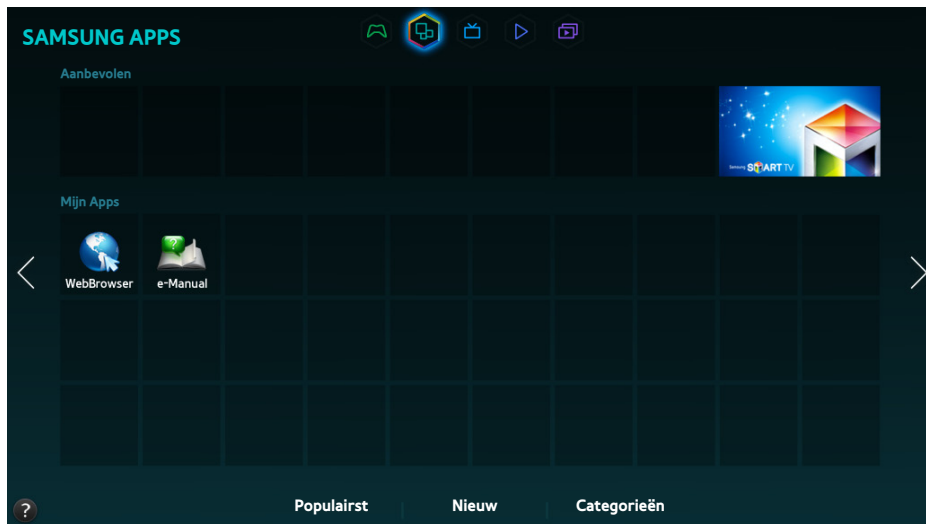 SAMSUNG APPS
Aanbevolen
Samsung SMART TV
Mijn Apps
?
WebBrowser e-Manual
Populairst Nieuw Categorieën
?